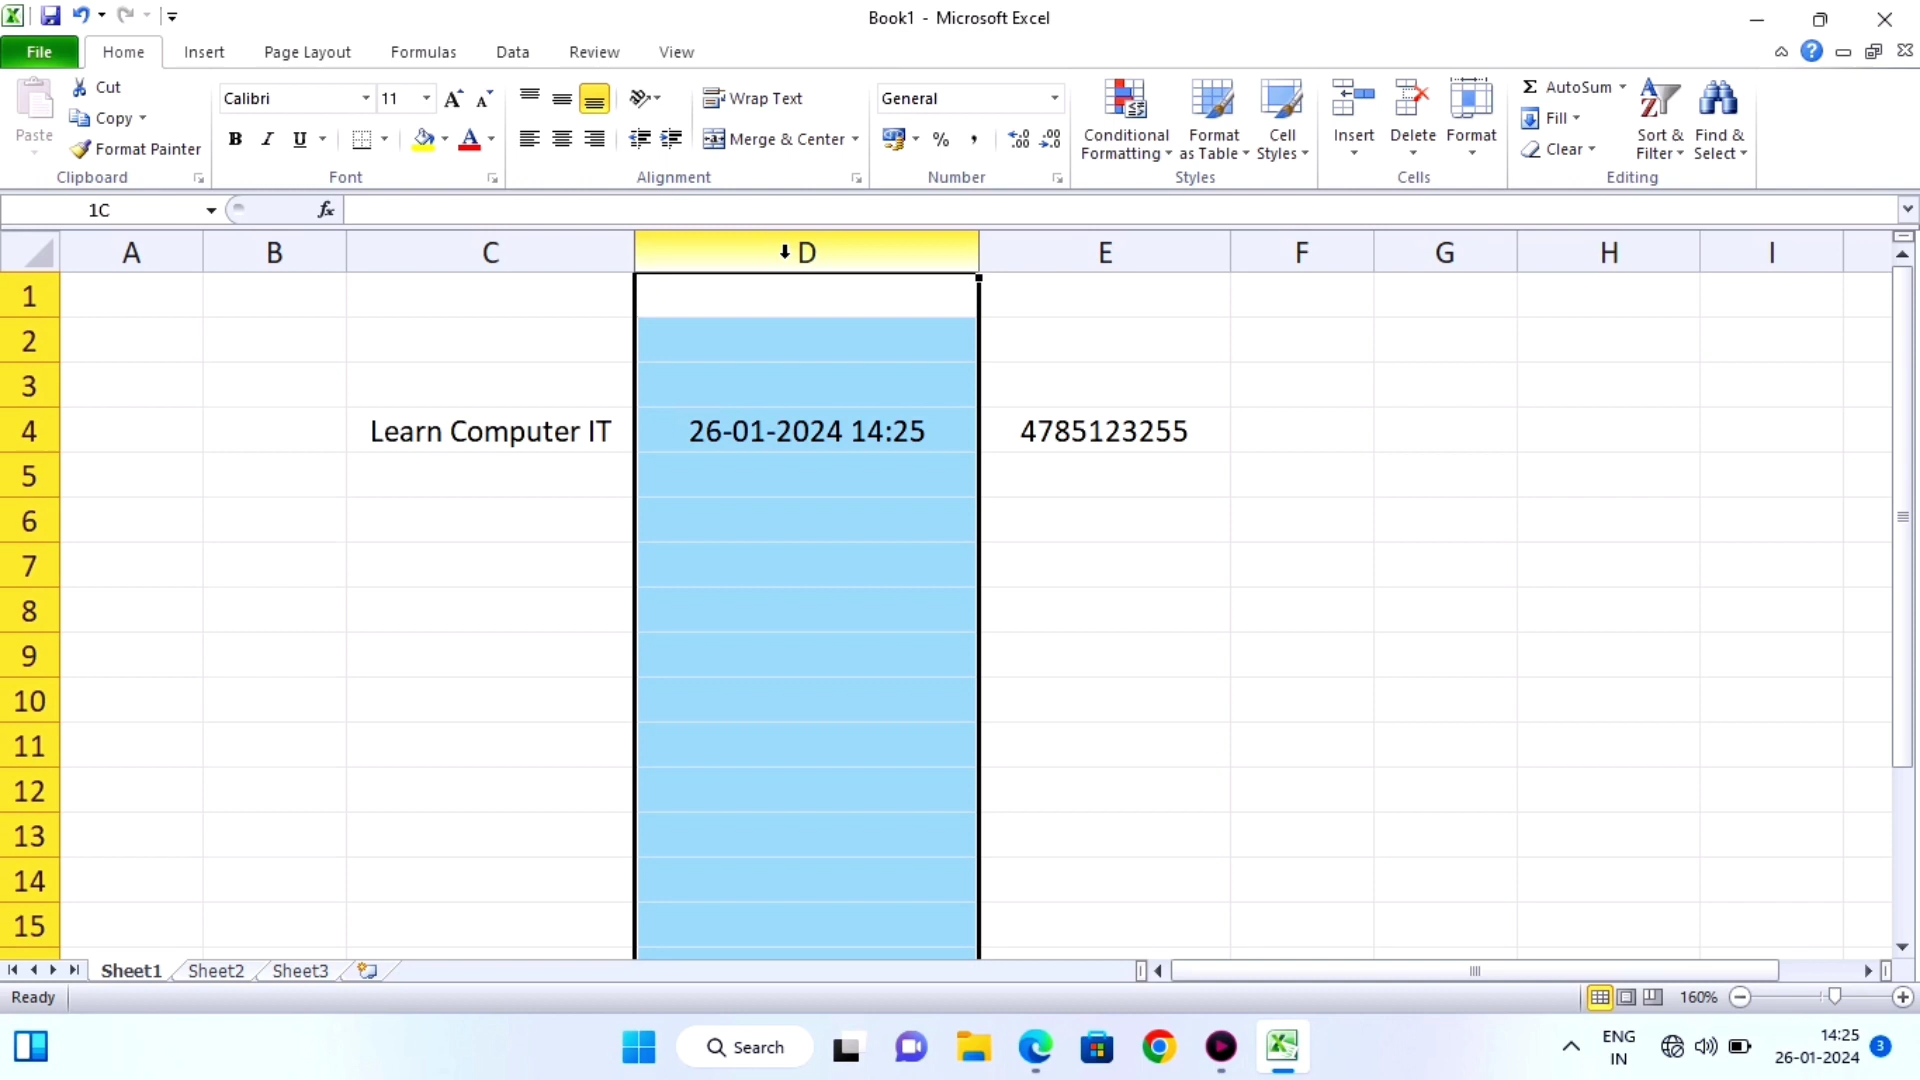 Book1 - Microsoft Excel
File Home Insert Page Layout Formulas Data Review View
Paste
Cut
Copy
Format Painter
Clipboard
Calibri 11
B I U
Font
Wrap Text
Merge & Center
Alignment
General
%
Number
Conditional Formatting
Format as Table
Cell Styles
Styles
Insert Delete Format
Cells
Σ AutoSum
Fill
Clear
Sort & Filter
Find & Select
Editing
1C fx
A B C D E F G H I
1
2
3
4 Learn Computer IT 26-01-2024 14:25 4785123255
5
6
7
8
9
10
11
12
13
14
15
Sheet1 Sheet2 Sheet3
Ready 160%
Search
ENG
IN
14:25
26-01-2024
3